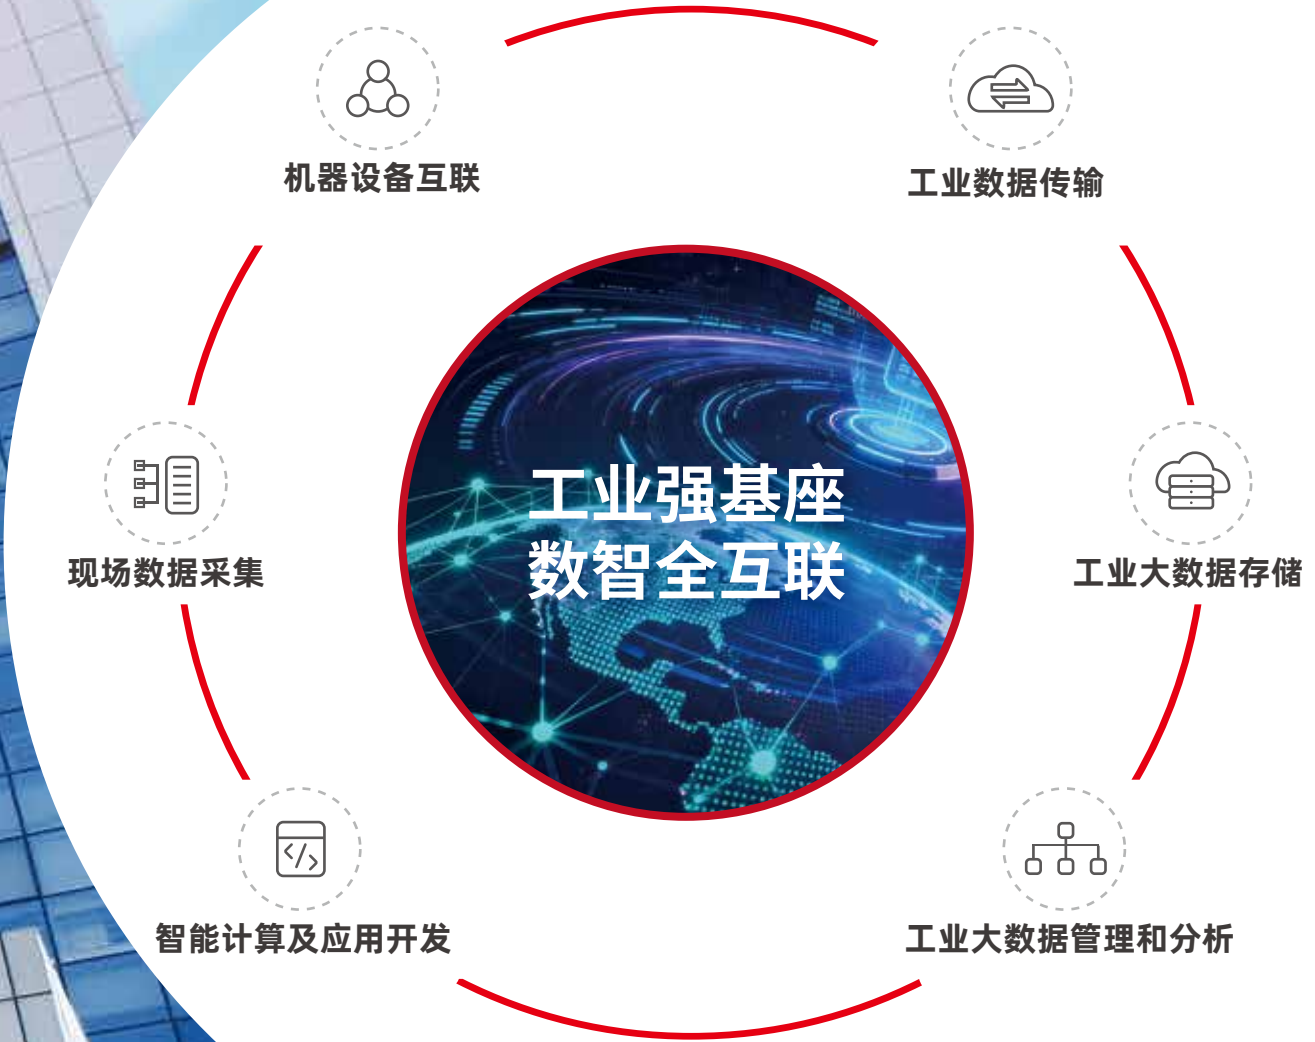 机器设备互联
工业数据传输
工业强基座
数智全互联
现场数据采集
工业大数据存储
智能计算及应用开发
工业大数据管理和分析